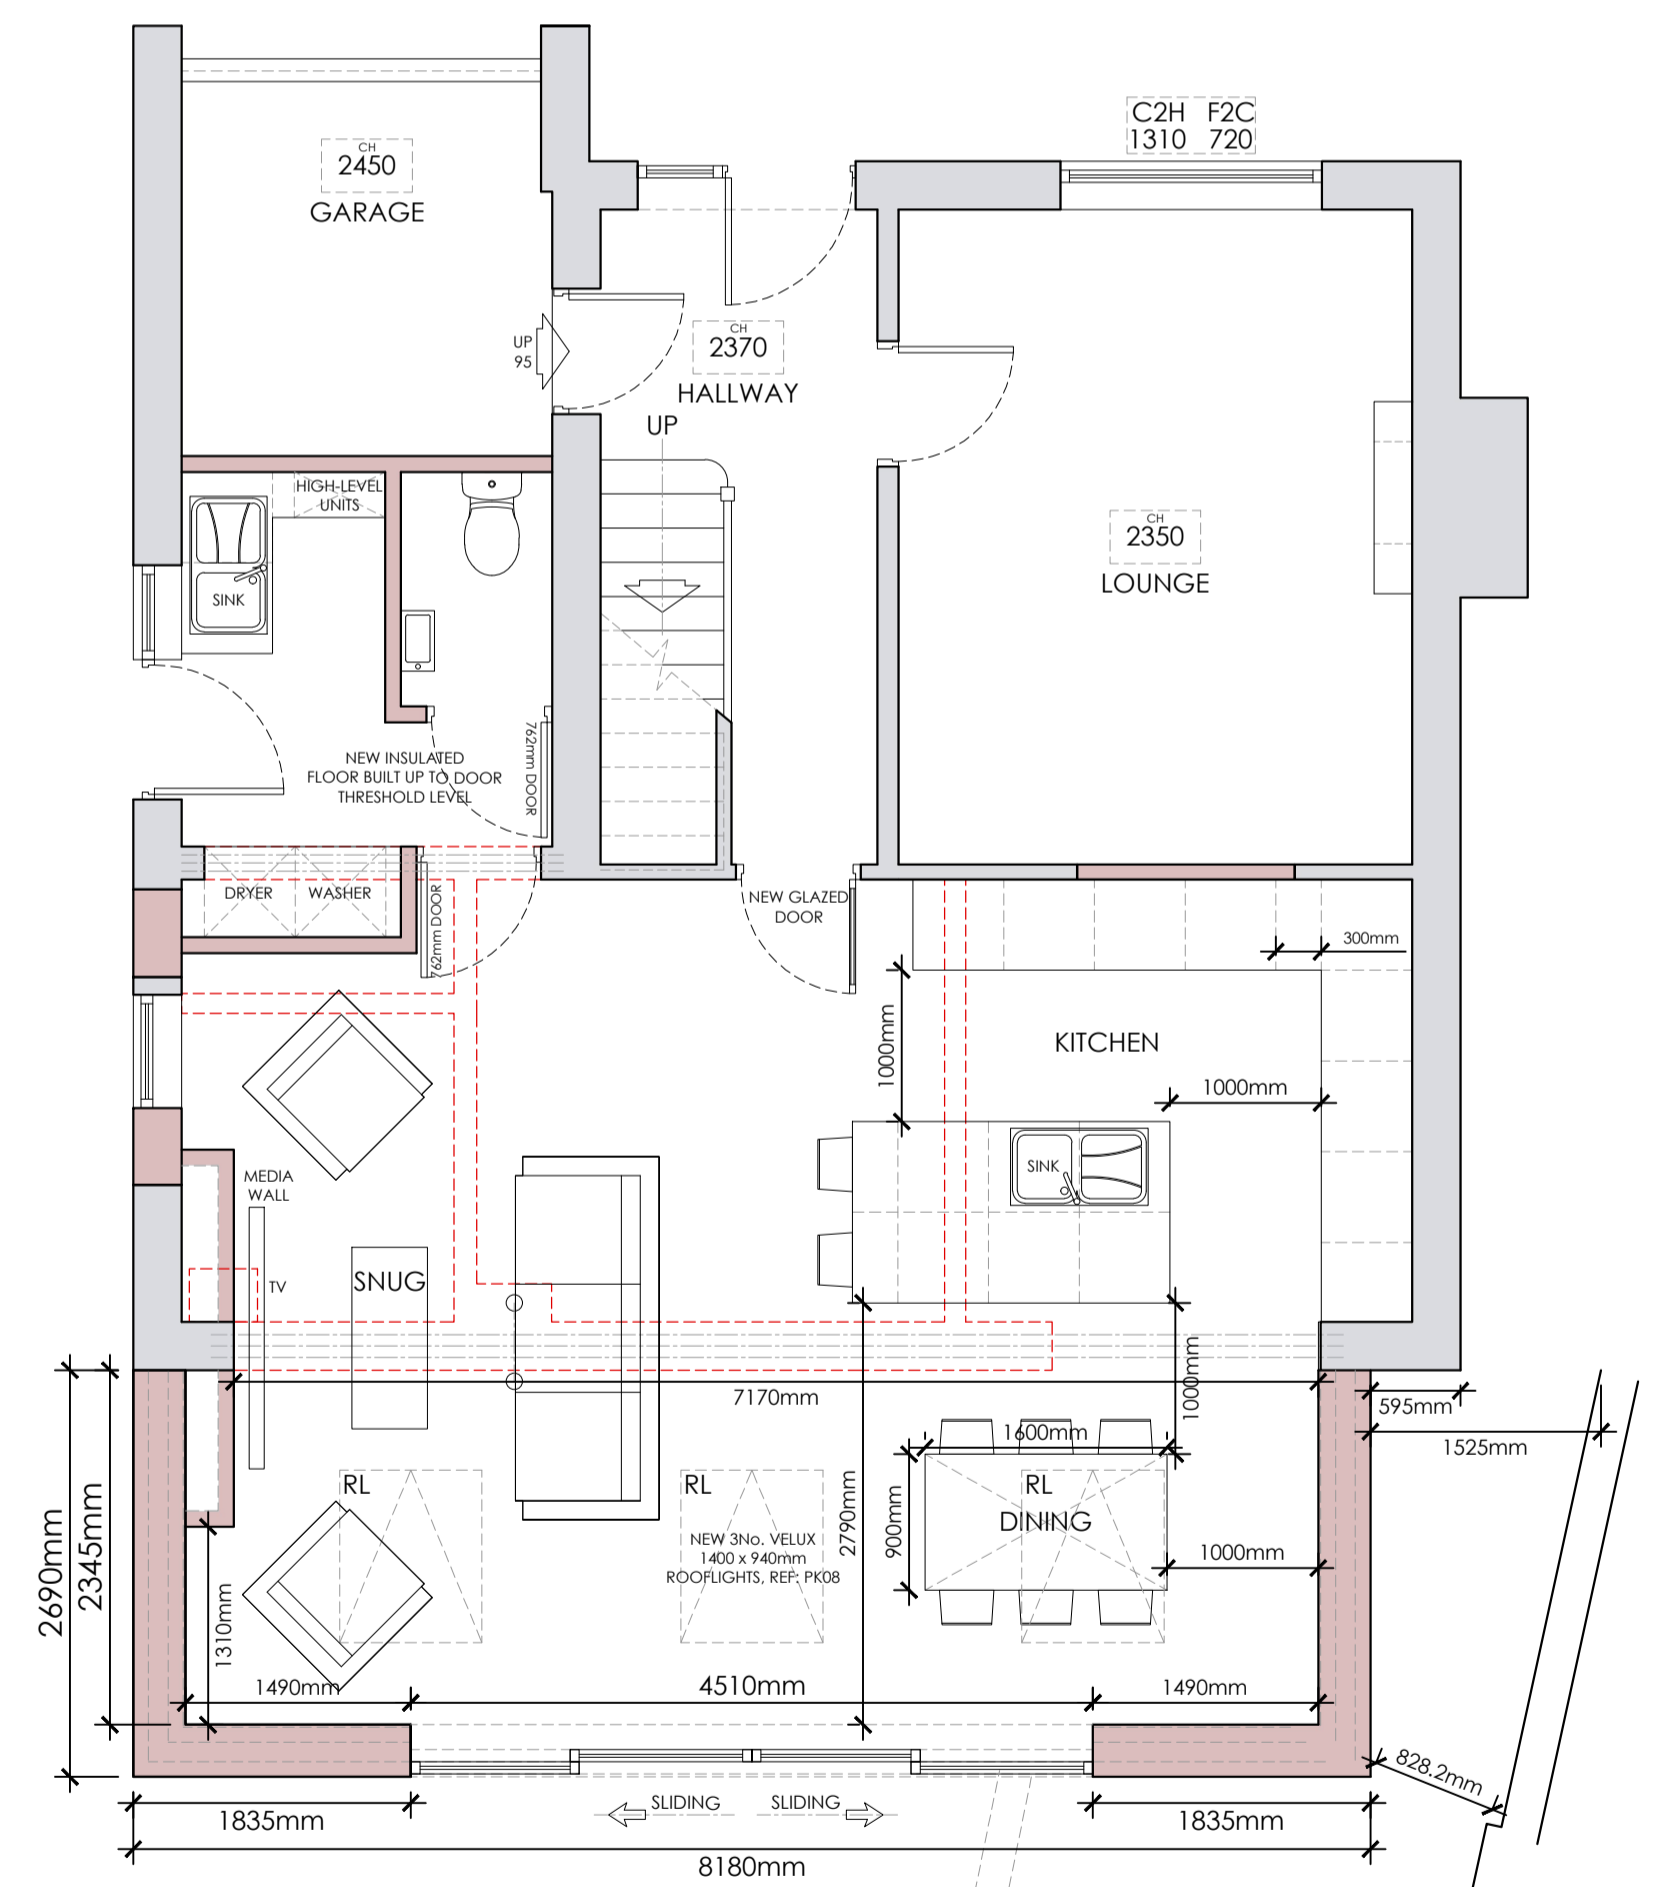 C2H F2C
1310 720
CH
2450
GARAGE
UP
95
CH
2370
HALLWAY
UP
CH
2350
LOUNGE
HIGH-LEVEL
UNITS
SINK
NEW INSULATED
FLOOR BUILT UP TO DOOR
THRESHOLD LEVEL
762mm DOOR
DRYER
WASHER
762mm DOOR
NEW GLAZED
DOOR
300mm
1000mm
KITCHEN
1000mm
SINK
MEDIA
WALL
TV
SNUG
7170mm
1000mm
595mm
1525mm
1600mm
RL
RL
RL
DINING
2690mm
2345mm
2790mm
900mm
NEW 3No. VELUX
1400 x 940mm
ROOFLIGHTS, REF: PK08
1000mm
1310mm
1490mm
4510mm
1490mm
828.2mm
SLIDING
SLIDING
1835mm
1835mm
8180mm